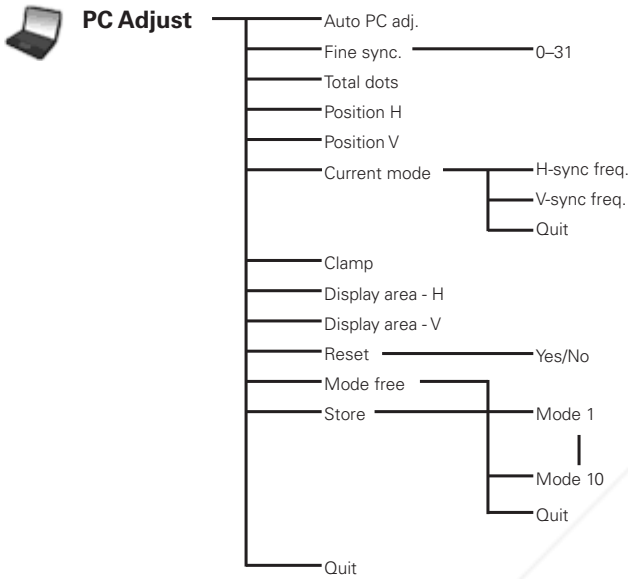 PC Adjust
Auto PC adj.
Fine sync.
0–31
Total dots
Position H
Position V
Current mode
H-sync freq.
V-sync freq.
Quit
Clamp
Display area - H
Display area - V
Reset
Yes/No
Mode free
Store
Mode 1
Mode 10
Quit
Quit